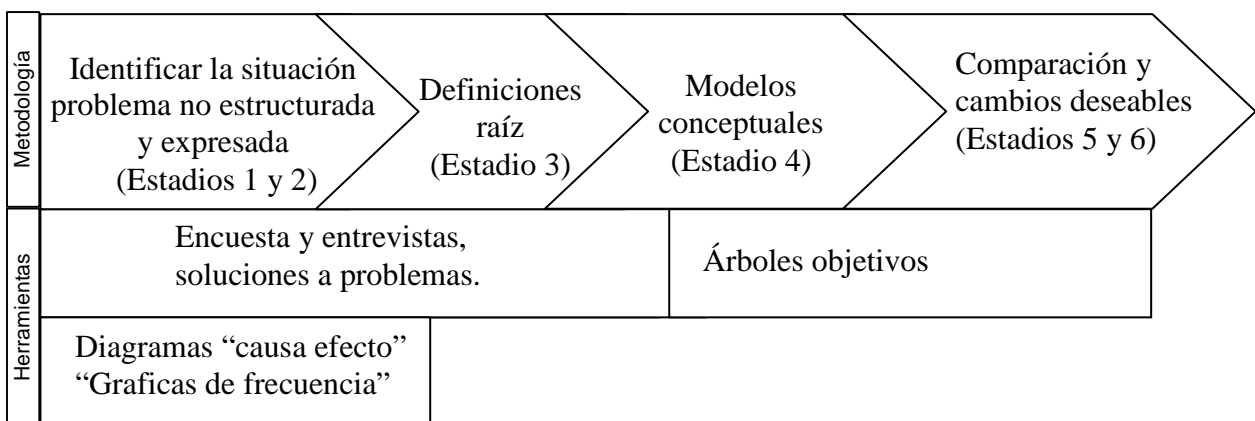 Metodología
Identificar la situación
problema no estructurada
y expresada
(Estadios 1 y 2)
Definiciones
raíz
(Estadio 3)
Modelos
conceptuales
(Estadio 4)
Comparación y
cambios deseables
(Estadios 5 y 6)
Herramientas
Encuesta y entrevistas,
soluciones a problemas.
Árboles objetivos
Diagramas “causa efecto”
“Graficas de frecuencia”